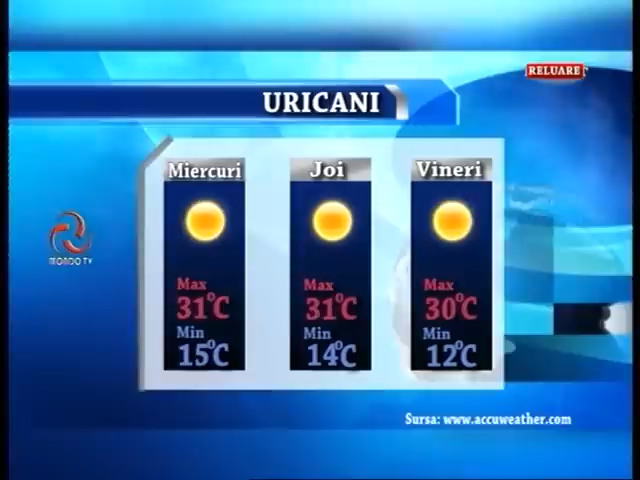 RELUARE
URICANI
Miercuri
Joi
Vineri
Max
31°C
Min
15°C
Max
31°C
Min
14°C
Max
30°C
Min
12°C
MONDO TV
Sursa: www.accuweather.com